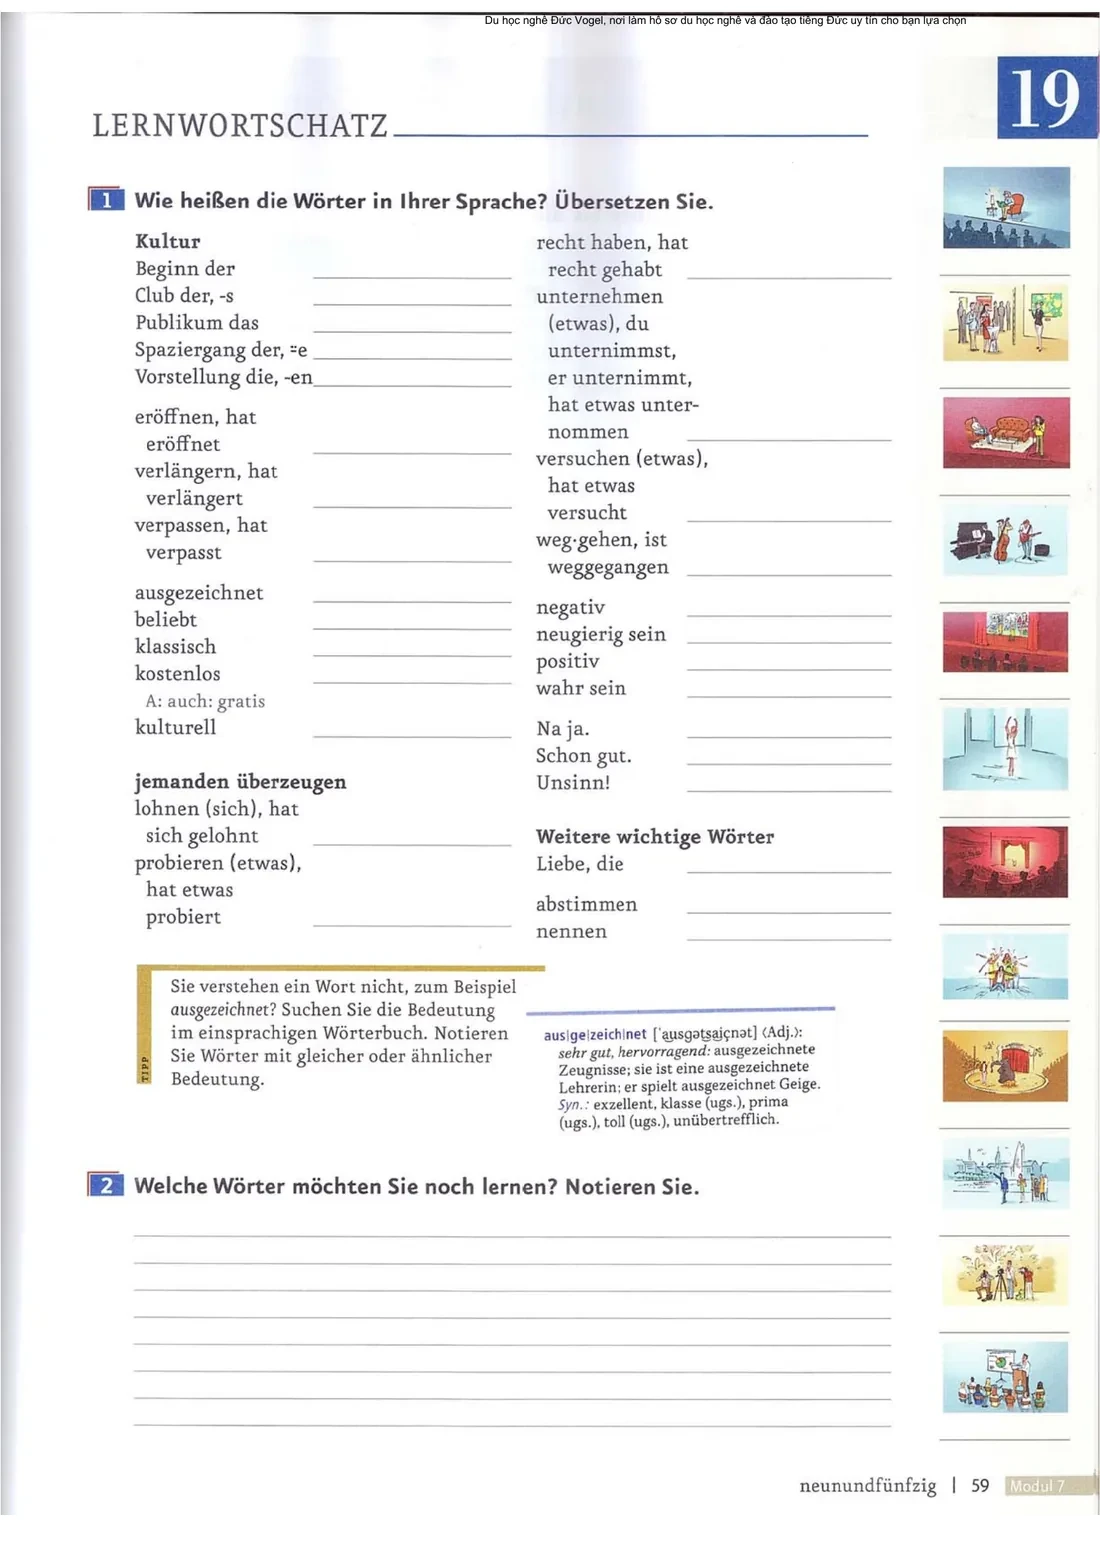 Du học nghề Đức Vogel, nơi làm hồ sơ du học nghề và đào tạo tiếng Đức uy tín cho bạn lựa chọn
19
LERNWORTSCHATZ
1 Wie heißen die Wörter in Ihrer Sprache? Übersetzen Sie.
Kultur
Beginn der
Club der, -s
Publikum das
Spaziergang der, ⸚e
Vorstellung die, -en
eröffnen, hat
eröffnet
verlängern, hat
verlängert
verpassen, hat
verpasst
ausgezeichnet
beliebt
klassisch
kostenlos
A: auch: gratis
kulturell
jemanden überzeugen
lohnen (sich), hat
sich gelohnt
probieren (etwas),
hat etwas
probiert
recht haben, hat
recht gehabt
unternehmen
(etwas), du
unternimmst,
er unternimmt,
hat etwas unter-
nommen
versuchen (etwas),
hat etwas
versucht
weg·gehen, ist
weggegangen
negativ
neugierig sein
positiv
wahr sein
Na ja.
Schon gut.
Unsinn!
Weitere wichtige Wörter
Liebe, die
abstimmen
nennen
TIPP
Sie verstehen ein Wort nicht, zum Beispiel
ausgezeichnet? Suchen Sie die Bedeutung
im einsprachigen Wörterbuch. Notieren
Sie Wörter mit gleicher oder ähnlicher
Bedeutung.
aus|ge|zeich|net [ˈau̯sɡət͜sai̯çnət] ⟨Adj.⟩:
sehr gut, hervorragend: ausgezeichnete
Zeugnisse; sie ist eine ausgezeichnete
Lehrerin; er spielt ausgezeichnet Geige.
Syn.: exzellent, klasse (ugs.), prima
(ugs.), toll (ugs.), unübertrefflich.
2 Welche Wörter möchten Sie noch lernen? Notieren Sie.
neunundfünfzig | 59 Modul 7